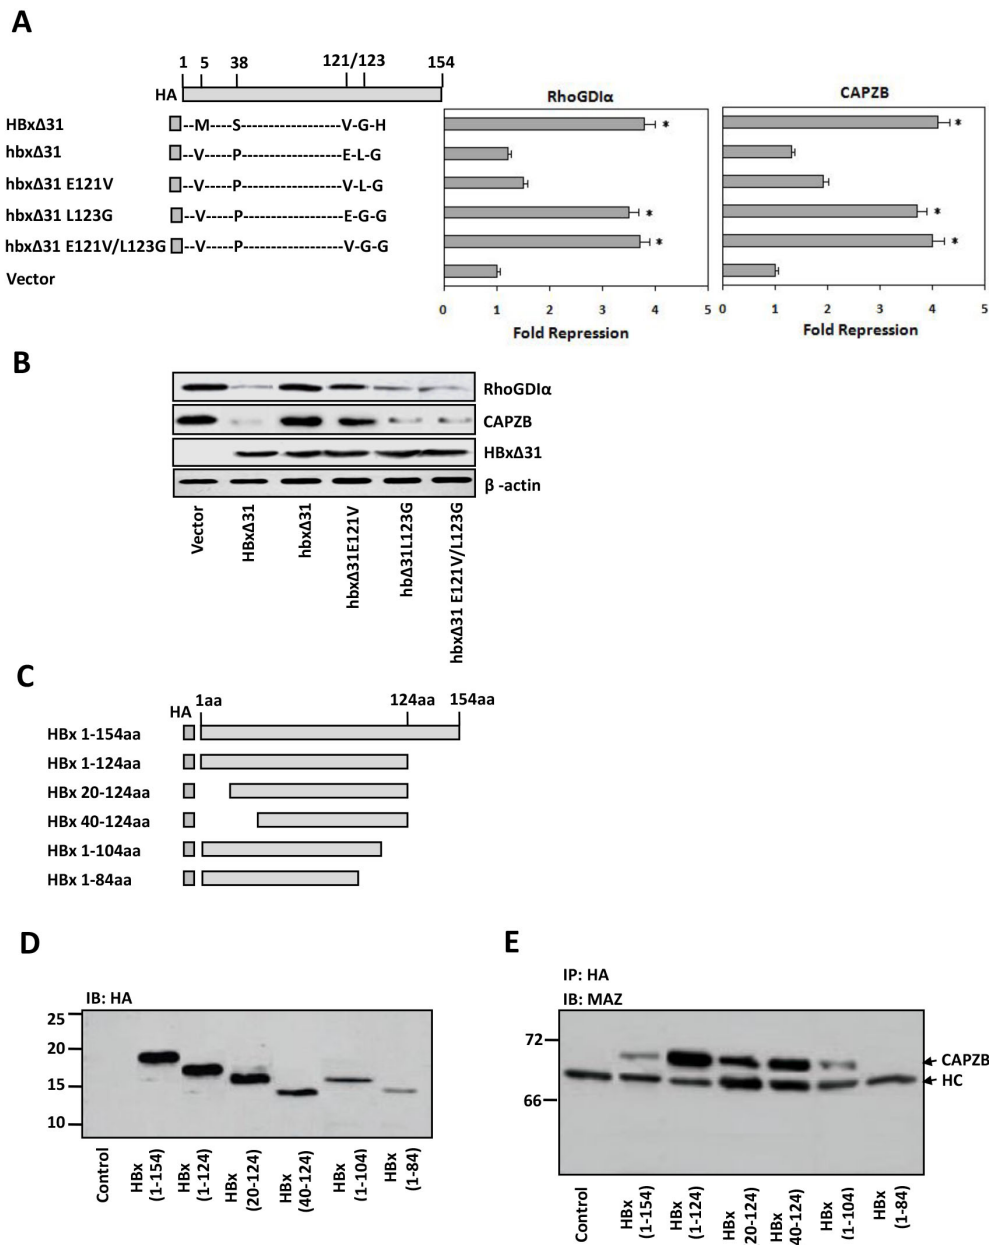 A
1 5 38 121/123 154
HA
RhoGDIα
CAPZB
HBxΔ31 --M-----S--------------------V-G-H
hbxΔ31 --V-----P--------------------E-L-G
hbxΔ31 E121V --V-----P--------------------V-L-G
hbxΔ31 L123G --V-----P--------------------E-G-G
hbxΔ31 E121V/L123G --V-----P--------------------V-G-G
Vector
* * *
* * *
0 1 2 3 4 5
0 1 2 3 4 5
Fold Repression
Fold Repression
B
RhoGDIα
CAPZB
HBxΔ31
β -actin
Vector
HBxΔ31
hbxΔ31
hbxΔ31E121V
hbΔ31L123G
hbxΔ31 E121V/L123G
C
HA 1aa 124aa 154aa
HBx 1-154aa
HBx 1-124aa
HBx 20-124aa
HBx 40-124aa
HBx 1-104aa
HBx 1-84aa
D
IB: HA
25
20
15
10
Control
HBx (1-154)
HBx (1-124)
HBx (20-124)
HBx (40-124)
HBx (1-104)
HBx (1-84)
E
IP: HA
IB: MAZ
72
66
CAPZB
HC
Control
HBx (1-154)
HBx (1-124)
HBx 20-124)
HBx 40-124)
HBx (1-104)
HBx (1-84)